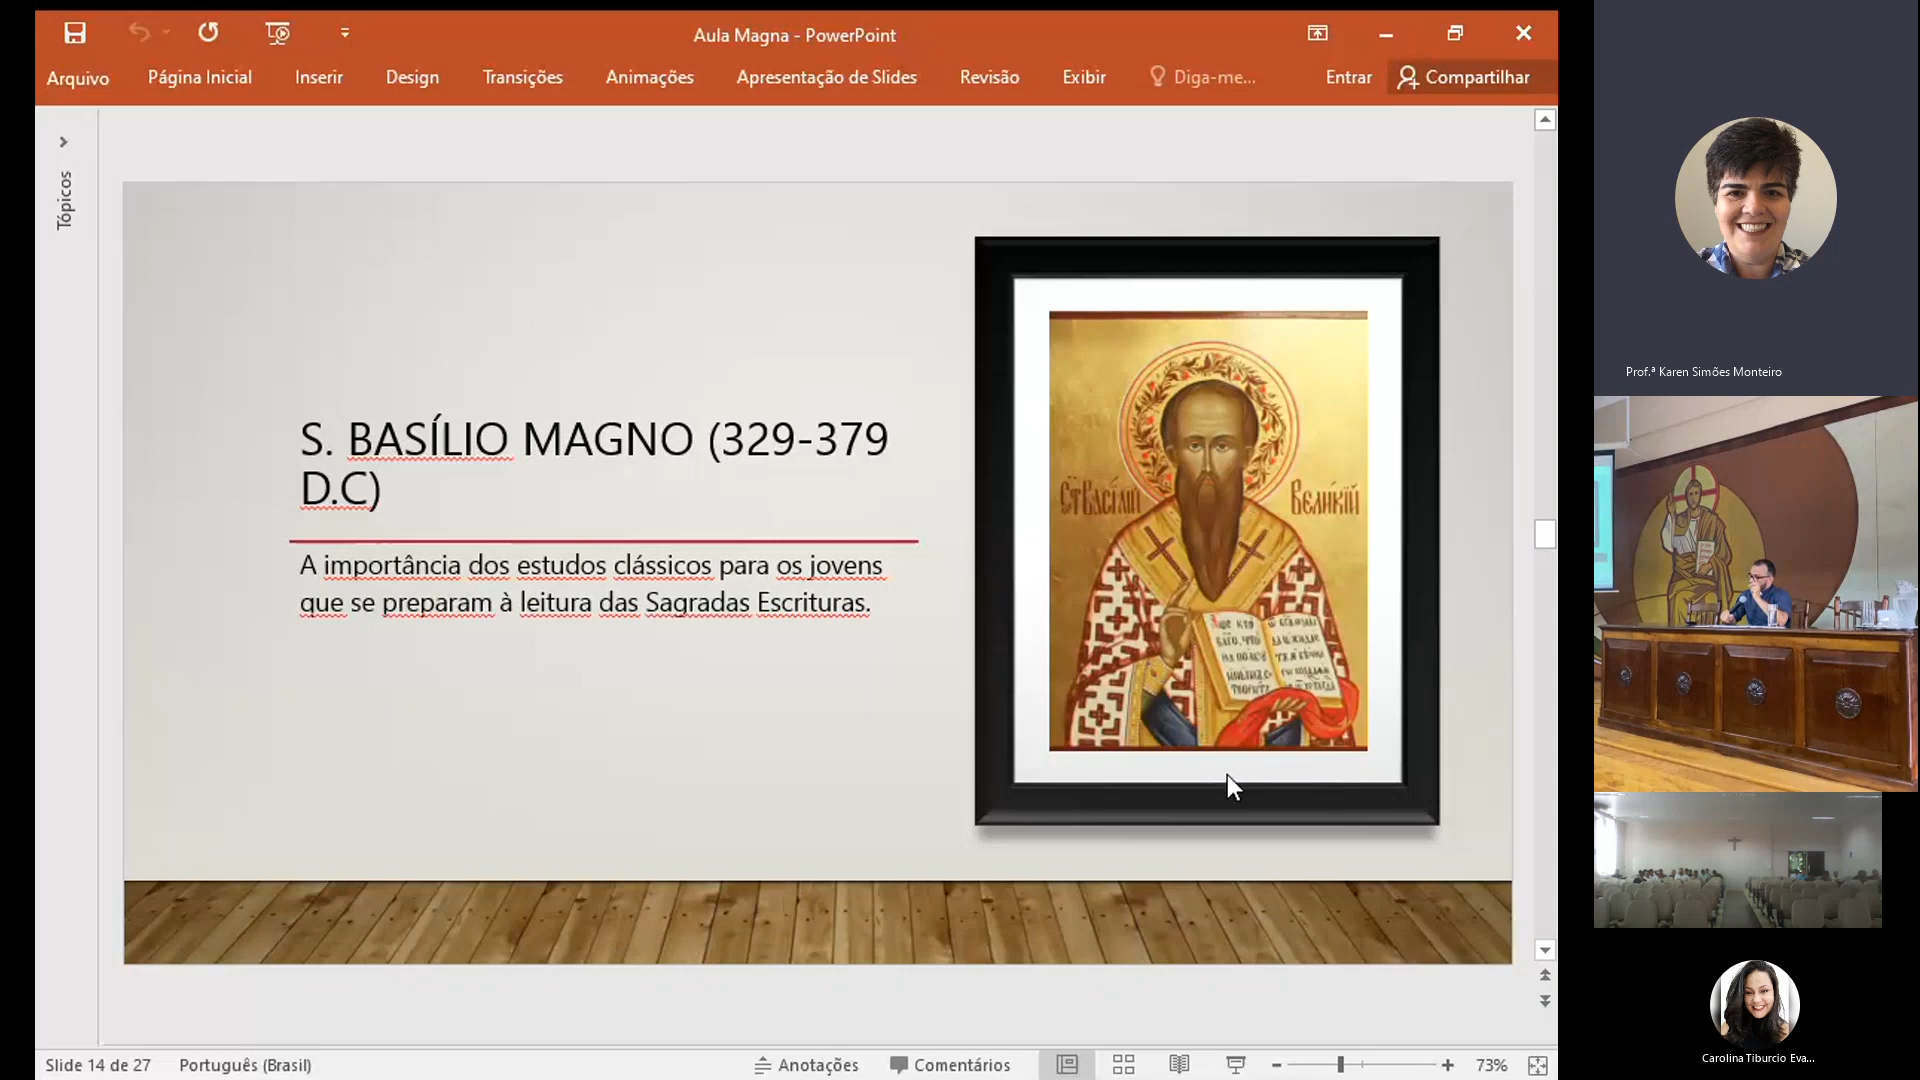 Aula Magna - PowerPoint
Arquivo Página Inicial Inserir Design Transições Animações Apresentação de Slides Revisão Exibir Diga-me... Entrar Compartilhar
Tópicos
S. BASÍLIO MAGNO (329-379
D.C)
A importância dos estudos clássicos para os jovens
que se preparam à leitura das Sagradas Escrituras.
Великїй
Prof.ª Karen Simões Monteiro
Carolina Tiburcio Eva...
Slide 14 de 27 Português (Brasil) Anotações Comentários 73%